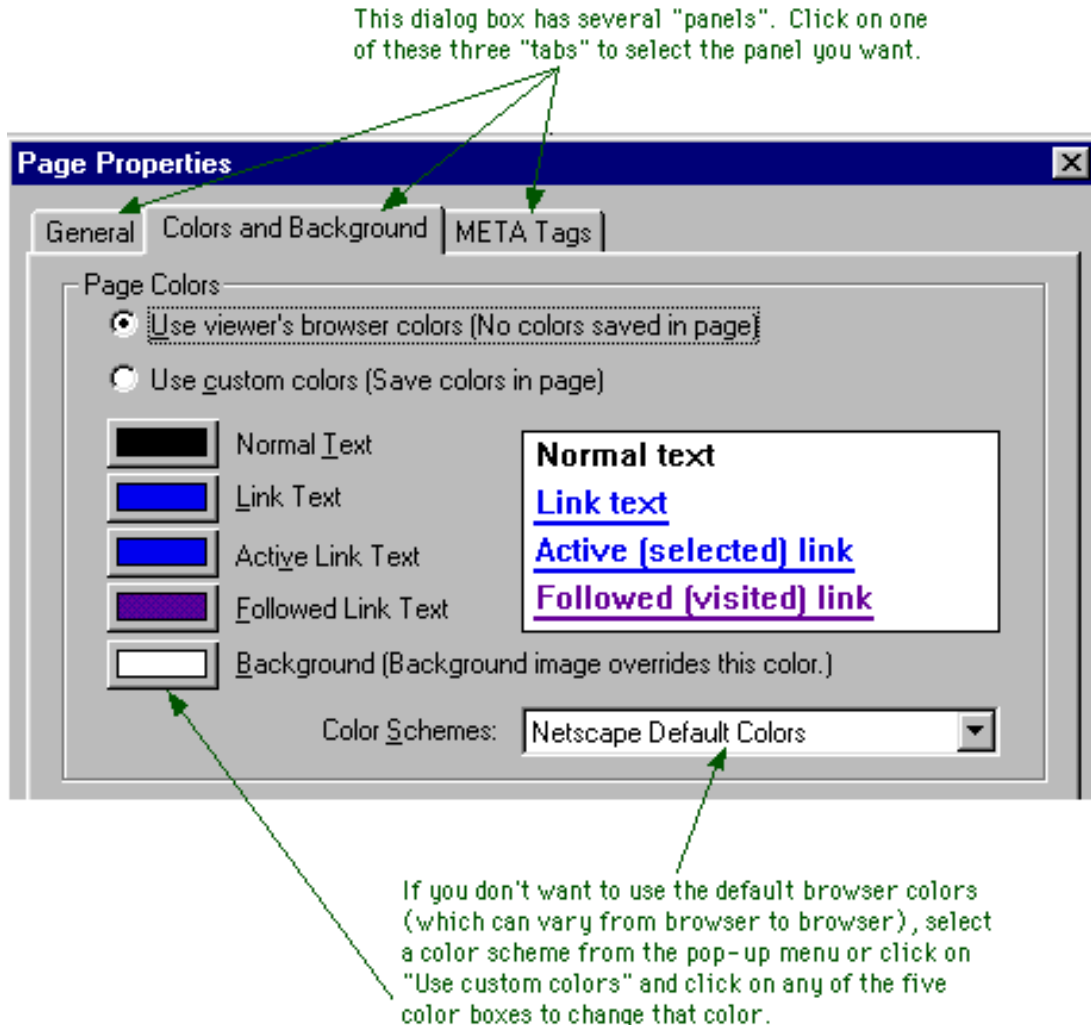 This dialog box has several "panels". Click on one
of these three "tabs" to select the panel you want.
Page Properties
General
Colors and Background
META Tags
Page Colors
Use viewer's browser colors (No colors saved in page)
Use custom colors (Save colors in page)
Normal Text
Link Text
Active Link Text
Followed Link Text
Normal text
Link text
Active (selected) link
Followed (visited) link
Background (Background image overrides this color.)
Color Schemes: Netscape Default Colors
If you don't want to use the default browser colors
(which can vary from browser to browser), select
a color scheme from the pop-up menu or click on
"Use custom colors" and click on any of the five
color boxes to change that color.